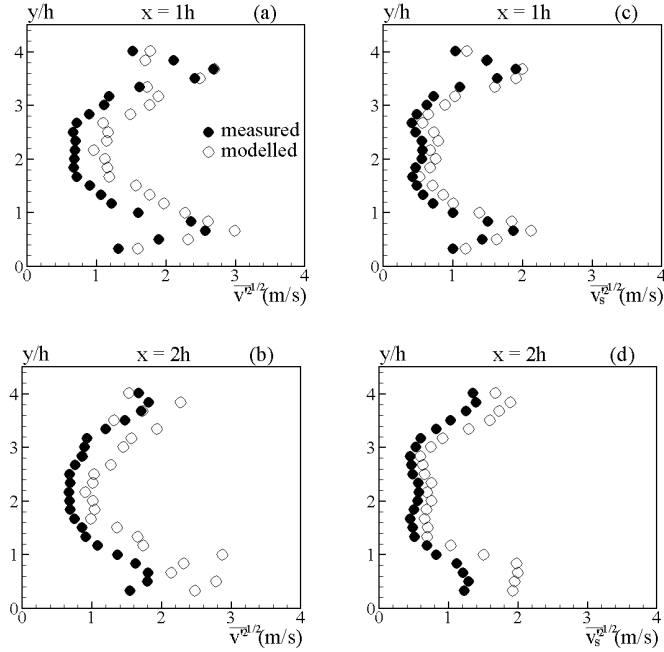 y/h x = 1h (a)
4
3
2
1
0
0 1 2 3 4
measured
modelled
v'²^1/2 (m/s)
y/h x = 1h (c)
4
3
2
1
0
0 1 2 3 4
v_s'²^1/2 (m/s)
y/h x = 2h (b)
4
3
2
1
0
0 1 2 3 4
v'²^1/2 (m/s)
y/h x = 2h (d)
4
3
2
1
0
0 1 2 3 4
v_s'²^1/2 (m/s)